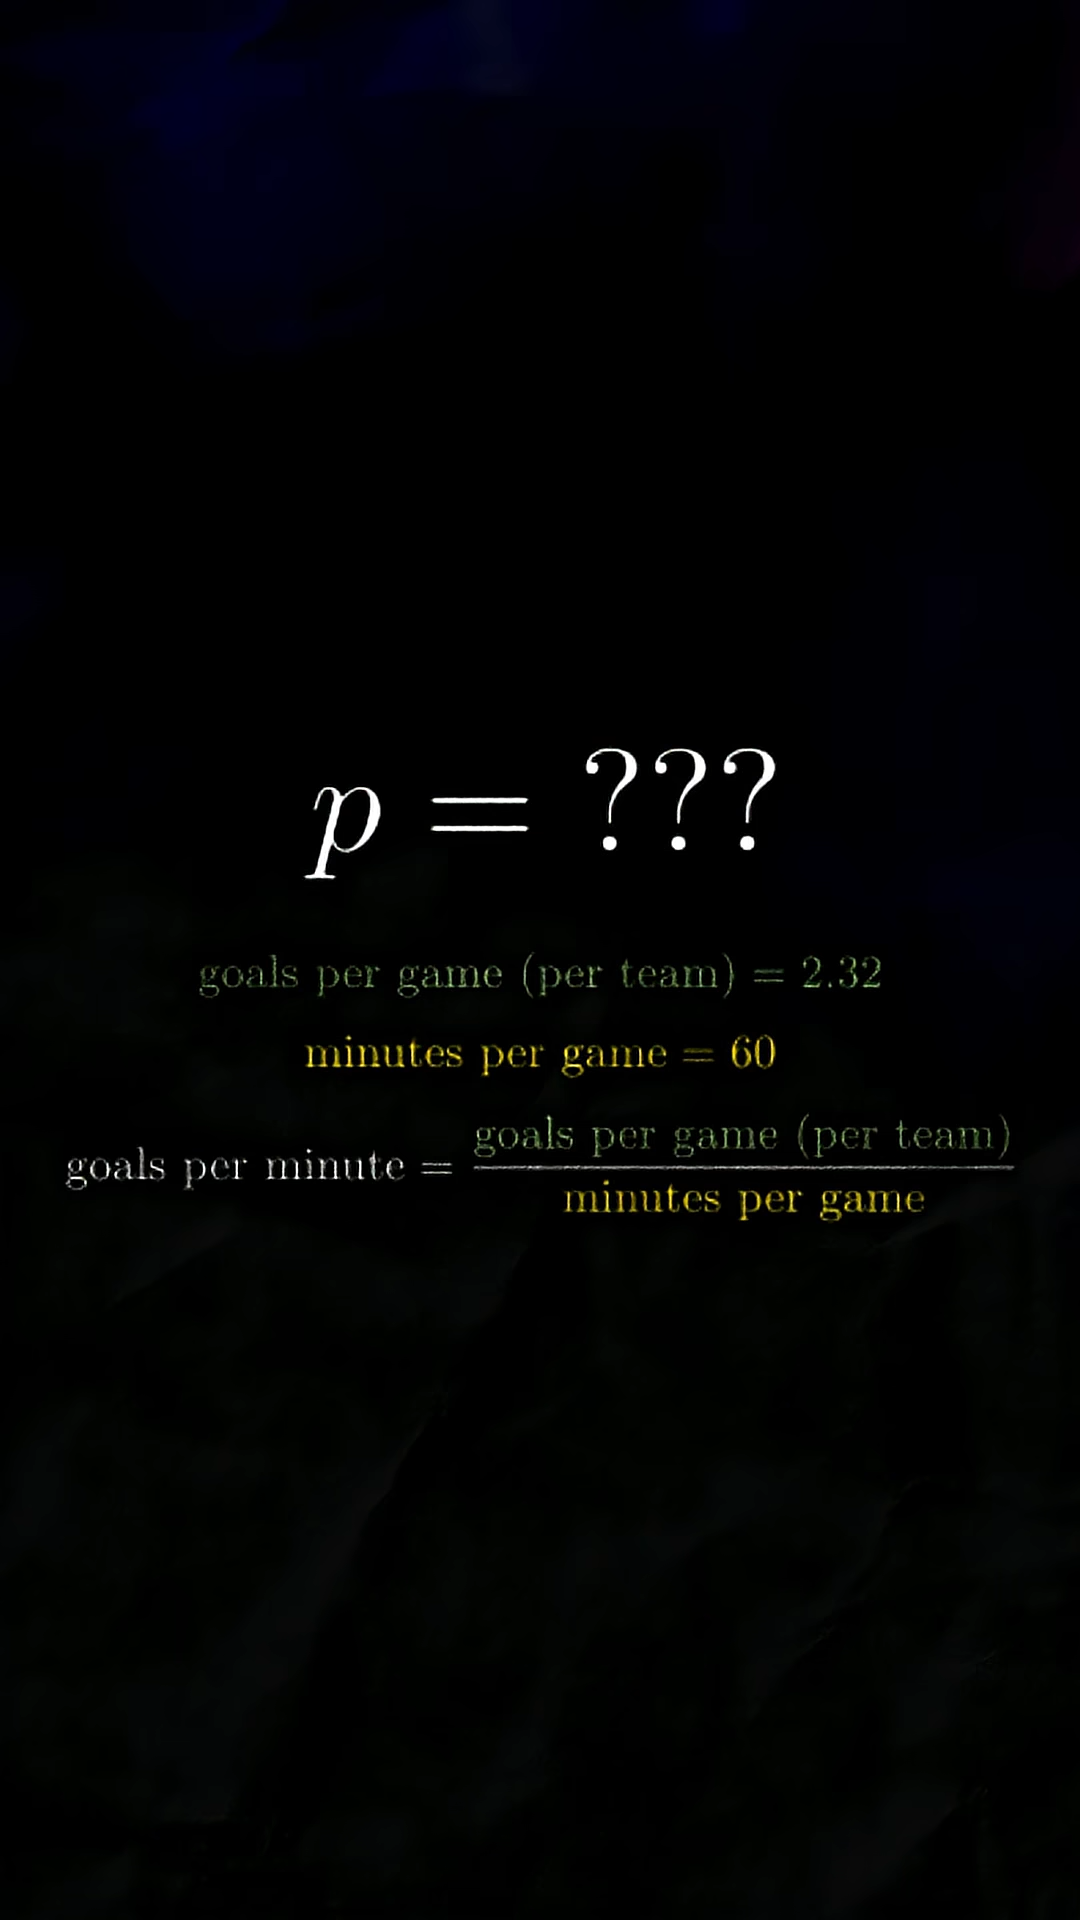 p = ???
goals per game (per team) = 2.32
minutes per game = 60
goals per minute = goals per game (per team) / minutes per game